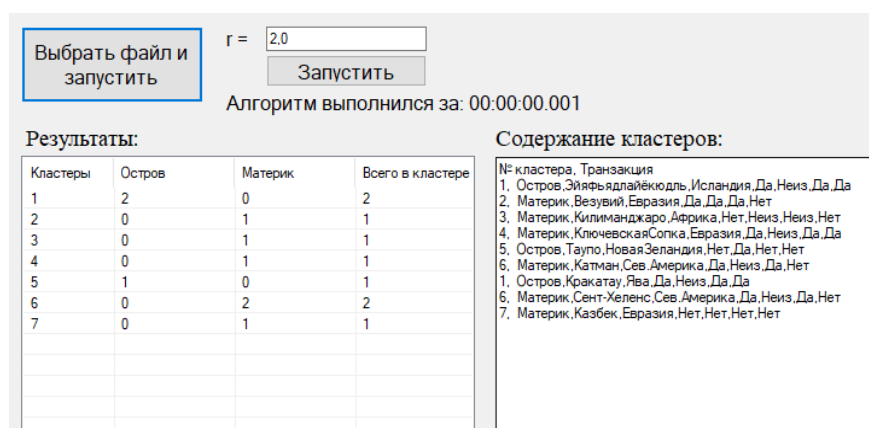 Выбрать файл и
запустить
r = 2,0
Запустить
Алгоритм выполнился за: 00:00:00.001
Результаты:
Кластеры Остров Материк Всего в кластере
1 2 0 2
2 0 1 1
3 0 1 1
4 0 1 1
5 1 0 1
6 0 2 2
7 0 1 1
Содержание кластеров:
№ кластера, Транзакция
1, Остров,Эйяфьядлайёкюдль,Исландия,Да,Неиз,Да,Да
2, Материк,Везувий,Евразия,Да,Да,Да,Нет
3, Материк,Килиманджаро,Африка,Нет,Неиз,Неиз,Нет
4, Материк,КлючевскаяСопка,Евразия,Да,Неиз,Да,Да
5, Остров,Таупо,НоваяЗеландия,Нет,Да,Нет,Нет
6, Материк,Катман,Сев.Америка,Да,Неиз,Да,Нет
1, Остров,Кракатау,Ява,Да,Неиз,Да,Да
6, Материк,Сент-Хеленс,Сев.Америка,Да,Неиз,Да,Нет
7, Материк,Казбек,Евразия,Нет,Нет,Нет,Нет